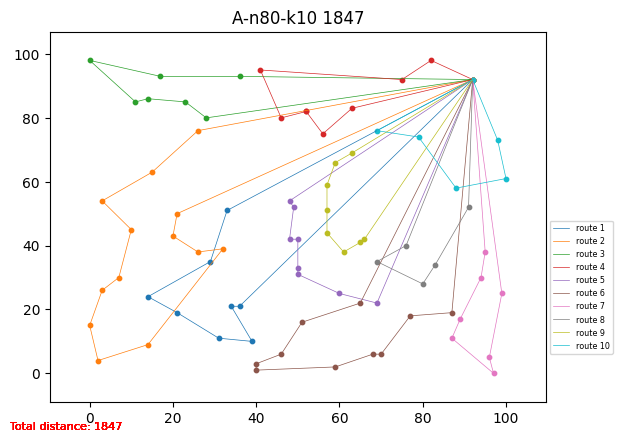 A-n80-k10 1847
100
80
60
40
20
0
0 20 40 60 80 100
route 1
route 2
route 3
route 4
route 5
route 6
route 7
route 8
route 9
route 10
Total distance: 1847